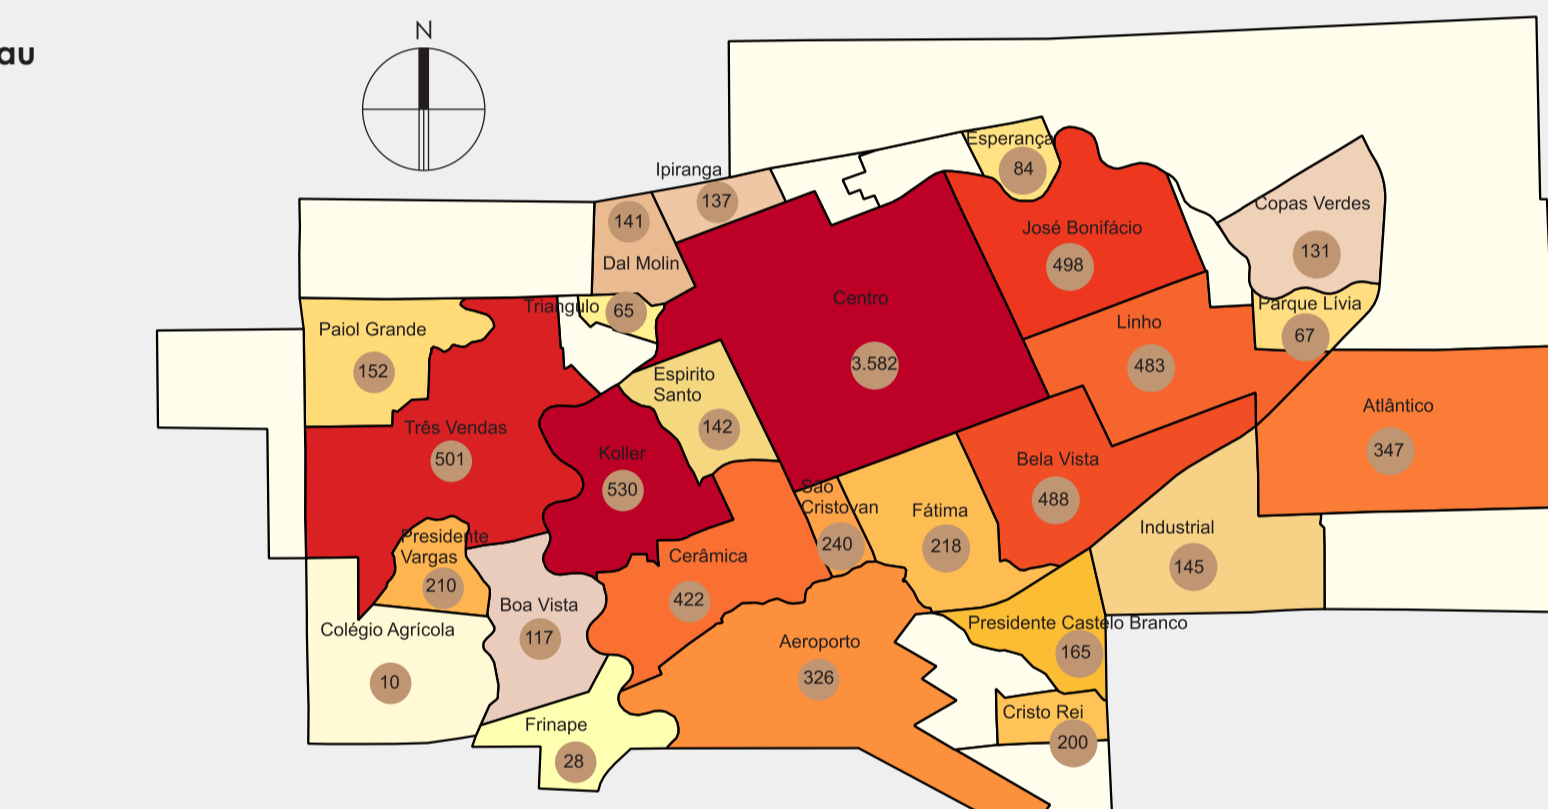 au
N
Ipiranga
137
141
Dal Molin
Esperança
84
José Bonifácio
498
Copas Verdes
131
Parque Lívia
67
Centro
3.582
Linho
483
Triangulo
65
Paiol Grande
152
Espirito
Santo
142
Três Vendas
501
Koller
530
Atlântico
347
Bela Vista
488
São
Cristovan
240
Fátima
218
Industrial
145
Presidente
Vargas
210
Cerâmica
422
Boa Vista
117
Colégio Agrícola
10
Aeroporto
326
Presidente Castelo Branco
165
Cristo Rei
200
Frinape
28